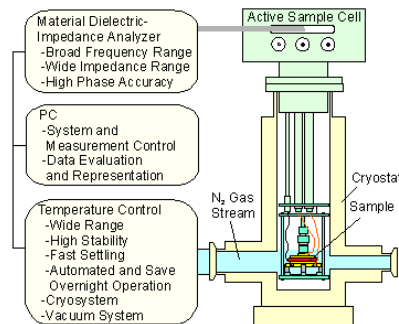 Material Dielectric-
Impedance Analyzer
-Broad Frequency Range
-Wide Impedance Range
-High Phase Accuracy
Active Sample Cell
PC
-System and
Measurement Control
-Data Evaluation
and Representation
Temperature Control
-Wide Range
-High Stability
-Fast Settling
-Automated and Save
Overnight Operation
-Cryosystem
-Vacuum System
N₂ Gas
Stream
Cryostat
Sample